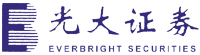 光大证券
EVERBRIGHT SECURITIES